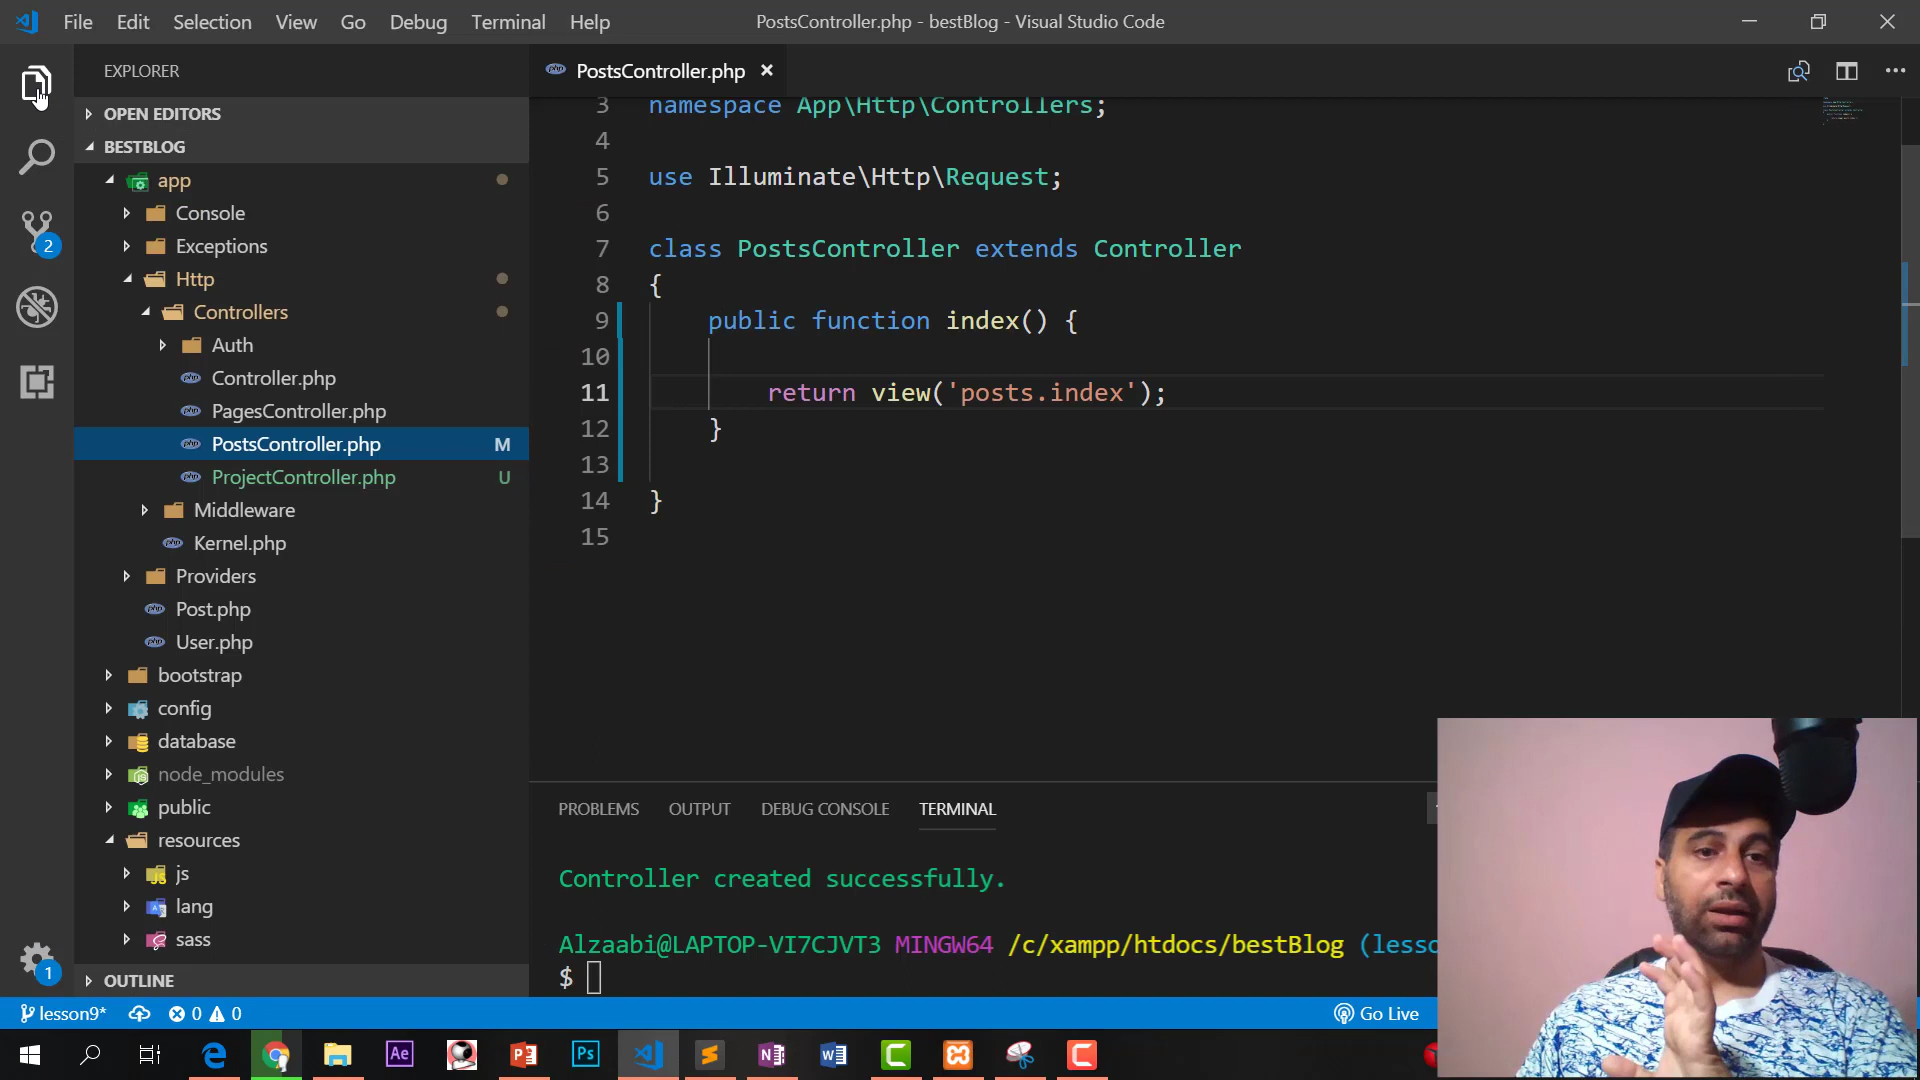 File Edit Selection View Go Debug Terminal Help
PostsController.php - bestBlog - Visual Studio Code
EXPLORER
OPEN EDITORS
BESTBLOG
app
Console
Exceptions
Http
Controllers
Auth
Controller.php
PagesController.php
PostsController.php M
ProjectController.php U
Middleware
Kernel.php
Providers
Post.php
User.php
bootstrap
config
database
node_modules
public
resources
js
lang
sass
OUTLINE
2
1
PostsController.php
3 namespace App\Http\Controllers;
4
5 use Illuminate\Http\Request;
6
7 class PostsController extends Controller
8 {
9 public function index() {
10
11 return view('posts.index');
12 }
13
14 }
15
PROBLEMS OUTPUT DEBUG CONSOLE TERMINAL
Controller created successfully.
Alzaabi@LAPTOP-VI7CJVT3 MINGW64 /c/xampp/htdocs/bestBlog (lesso
$
lesson9* 0 0 Go Live
Ae Ps